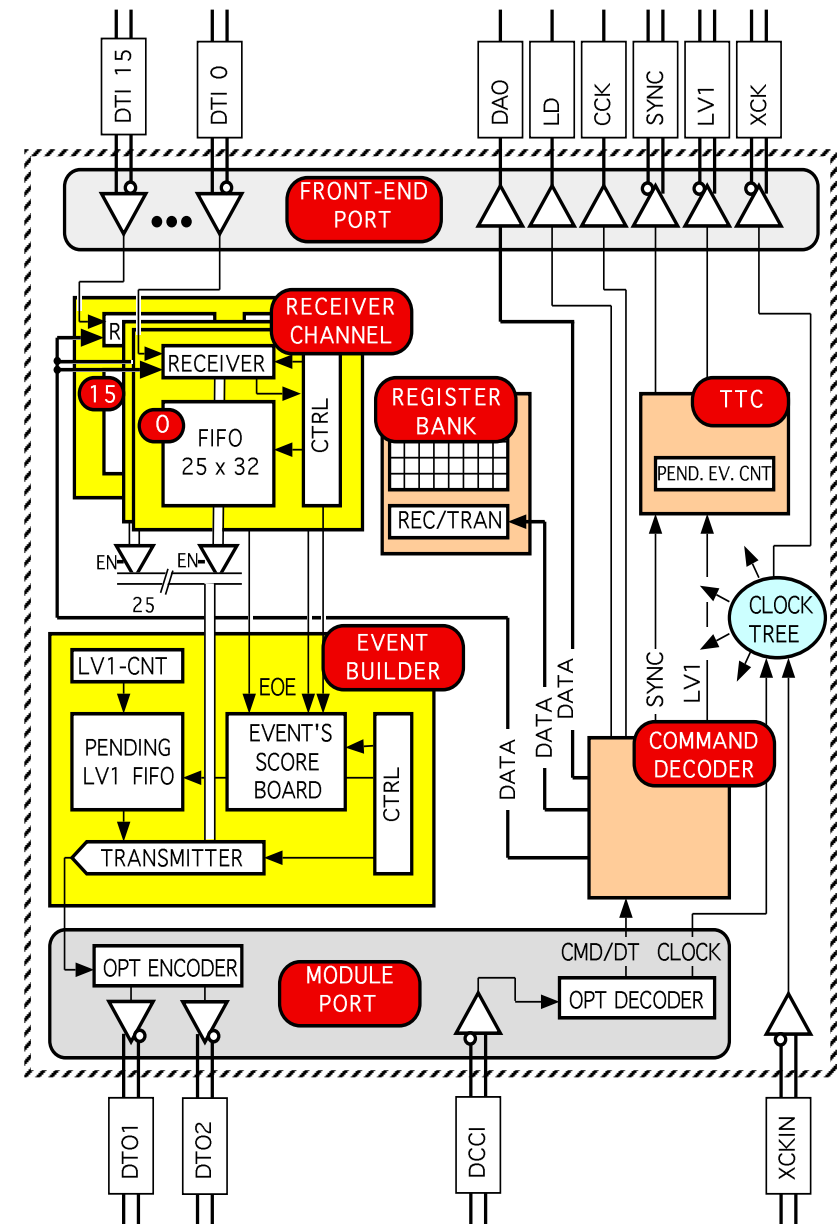 DTI 15
DTI 0
DAO
LD
CCK
SYNC
LV1
XCK
FRONT-END
PORT
RECEIVER
CHANNEL
R
RECEIVER
15
0
FIFO
25 x 32
CTRL
REGISTER
BANK
REC/TRAN
TTC
PEND. EV. CNT
EN
EN
25
CLOCK
TREE
EVENT
BUILDER
LV1-CNT
EOE
PENDING
LV1 FIFO
EVENT'S
SCORE
BOARD
CTRL
TRANSMITTER
DATA
DATA
DATA
SYNC
LV1
COMMAND
DECODER
CMD/DT
CLOCK
OPT ENCODER
MODULE
PORT
OPT DECODER
DTO1
DTO2
DCCI
XCKIN